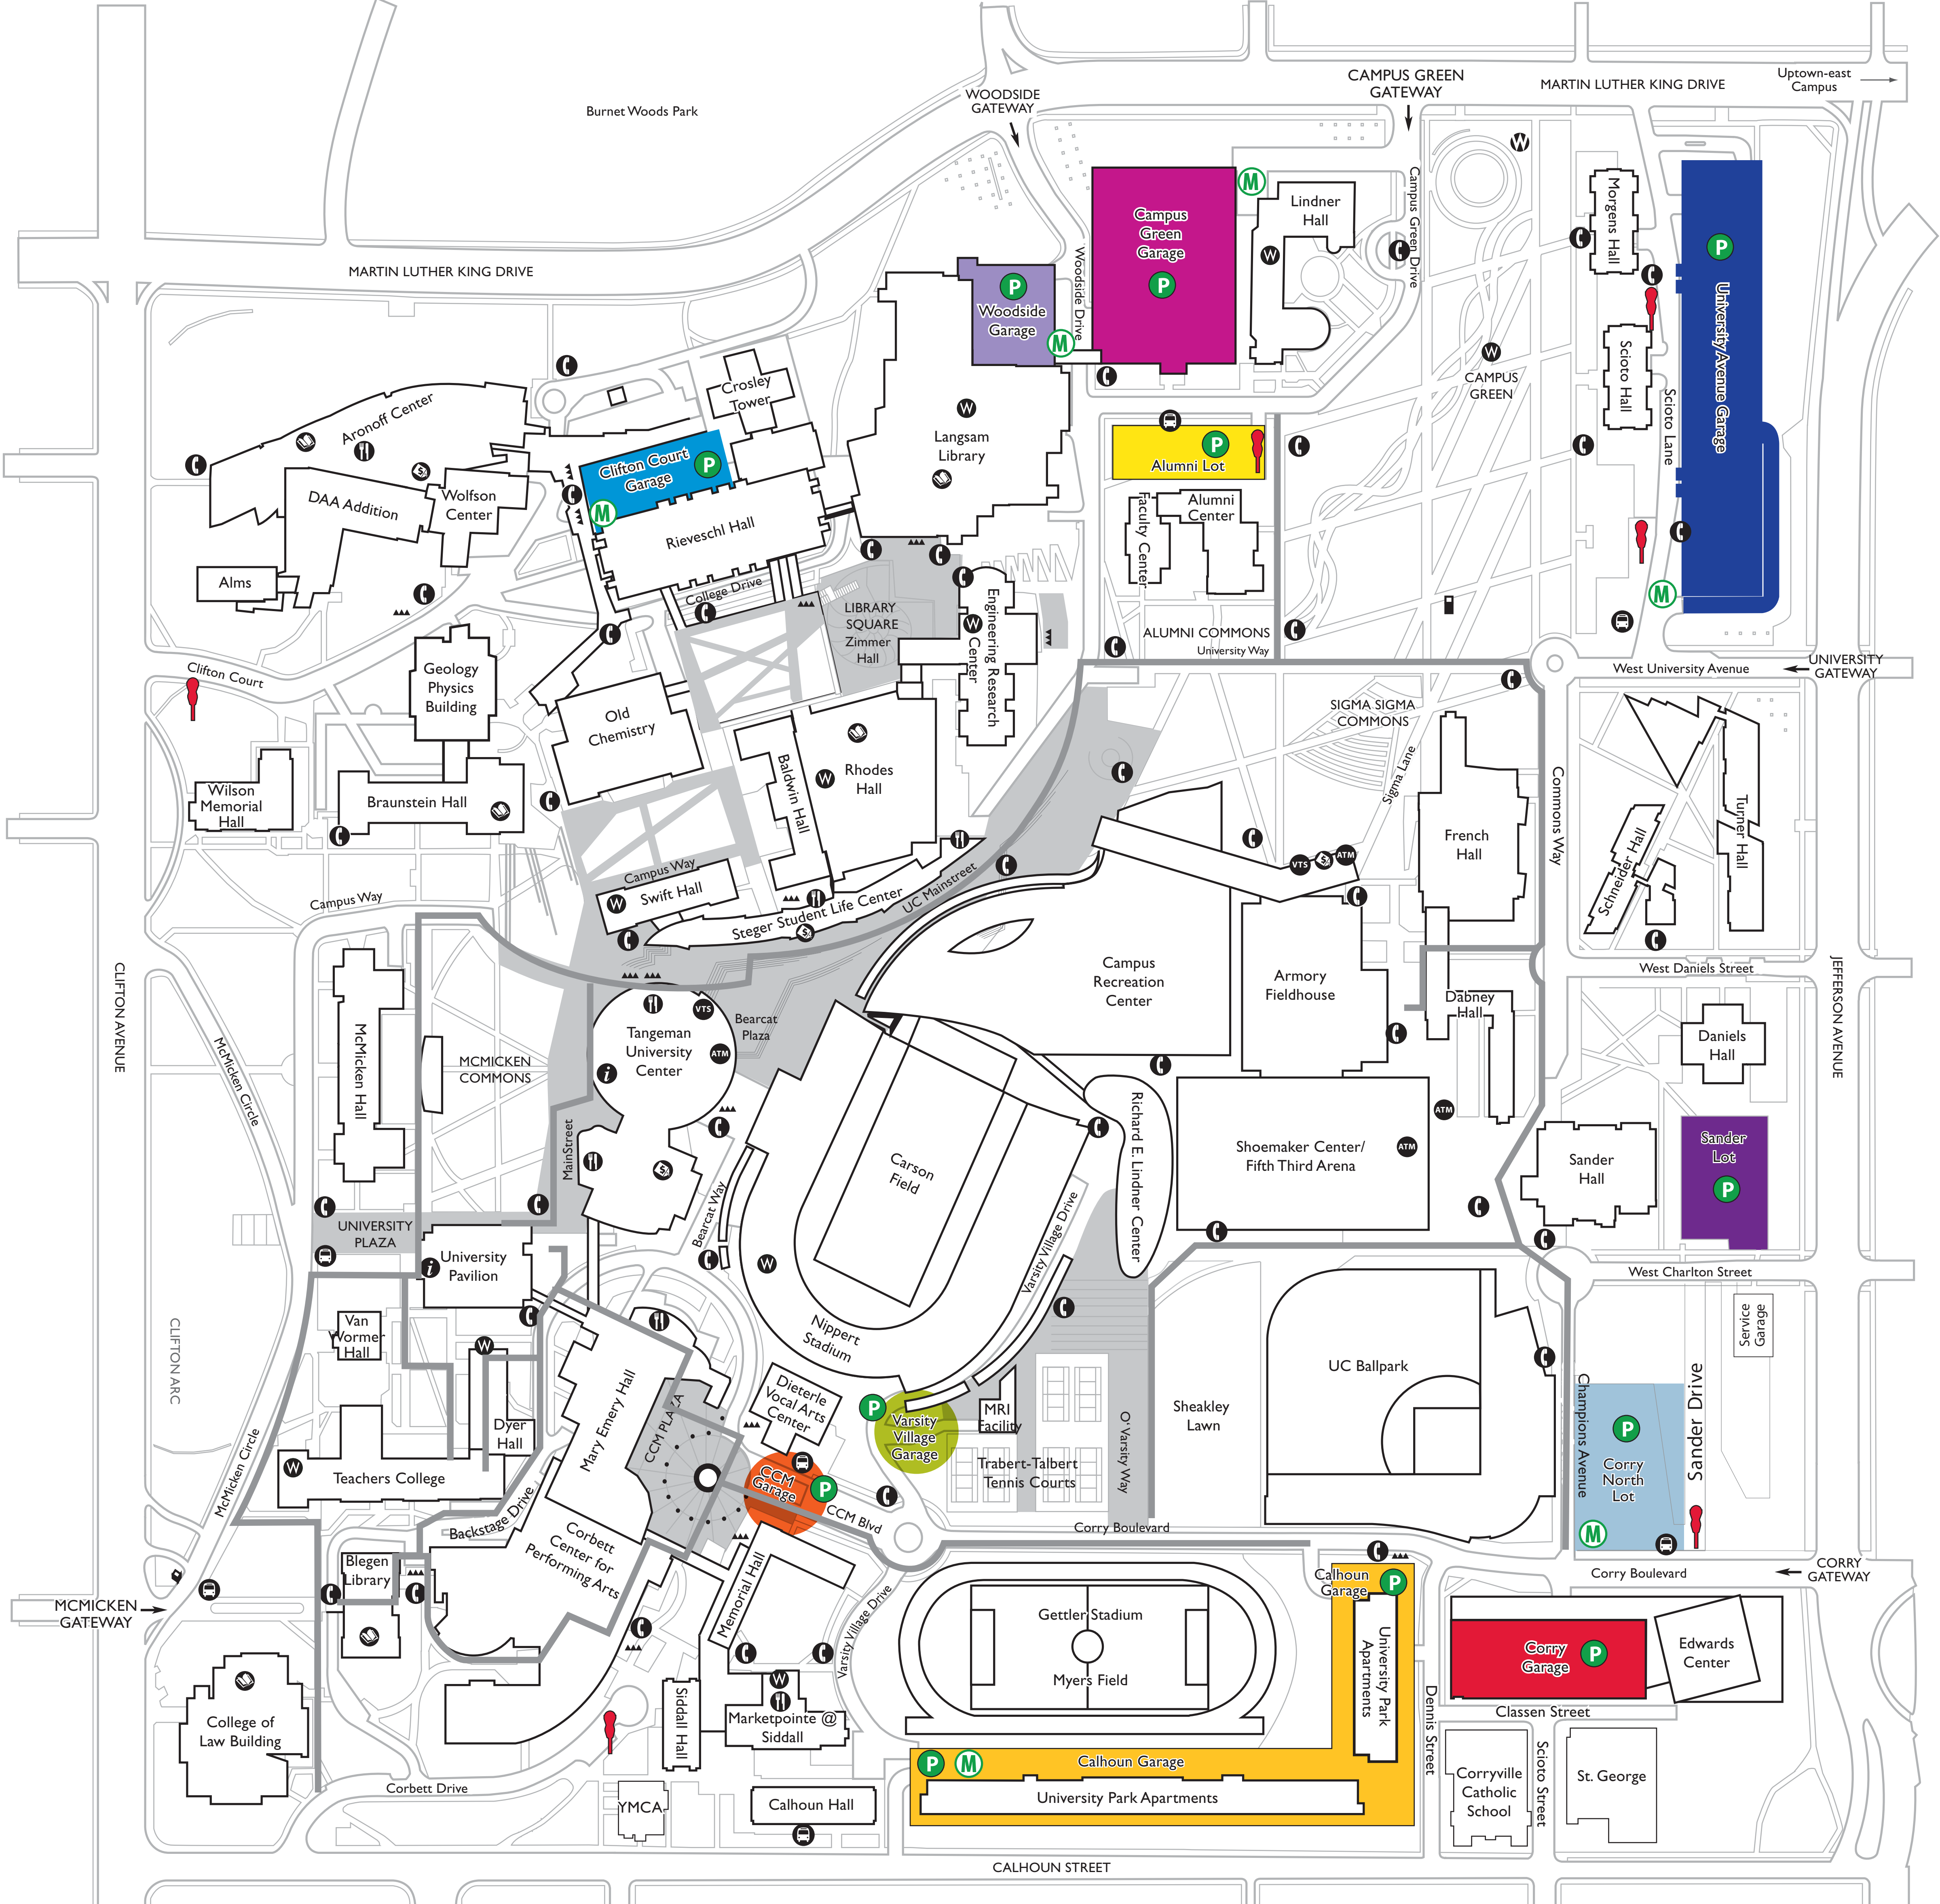 Burnet Woods Park
WOODSIDE
GATEWAY
CAMPUS GREEN
GATEWAY
MARTIN LUTHER KING DRIVE
Uptown-east
Campus
MARTIN LUTHER KING DRIVE
Woodside Drive
Campus
Green
Garage
P
M
Lindner
Hall
W
Campus Green Drive
W
Morgens Hall
P
University Avenue Garage
P
Woodside
Garage
M
W
CAMPUS
GREEN
Scioto Hall
Scioto Lane
Crosley
Tower
Aronoff Center
W
Langsam
Library
P
Alumni Lot
Clifton Court
Garage
P
M
DAA Addition
Wolfson
Center
Rieveschl Hall
Faculty Center
Alumni
Center
Alms
College Drive
LIBRARY
SQUARE
Zimmer
Hall
W
Engineering Research
Center
M
ALUMNI COMMONS
University Way
West University Avenue
UNIVERSITY
GATEWAY
Clifton Court
Geology
Physics
Building
Old
Chemistry
SIGMA SIGMA
COMMONS
Sigma Lane
Baldwin Hall
W
Rhodes
Hall
Wilson
Memorial
Hall
Braunstein Hall
French
Hall
Commons Way
Schneider Hall
Turner Hall
Campus Way
Swift Hall
W
Steger Student Life Center
UC Mainstreet
VTS
$
ATM
Campus Way
$
CLIFTON AVENUE
McMicken Circle
McMicken Hall
MCMICKEN
COMMONS
VTS
Tangeman
University
Center
ATM
i
Bearcat
Plaza
Campus
Recreation
Center
Armory
Fieldhouse
Dabney
Hall
West Daniels Street
Daniels
Hall
JEFFERSON AVENUE
MainStreet
$
Bearcat Way
Carson
Field
Richard E. Lindner Center
Shoemaker Center/
Fifth Third Arena
ATM
ATM
Sander
Hall
Sander
Lot
P
UNIVERSITY
PLAZA
i
University
Pavilion
W
Varsity Village Drive
West Charlton Street
Nippert
Stadium
Van
Wormer
Hall
W
CLIFTON ARC
Service
Garage
UC Ballpark
Mary Emery Hall
CCM PLAZA
Dieterle
Vocal Arts
Center
P
Varsity
Village
Garage
MRI
Facility
O'Varsity Way
Sheakley
Lawn
Champions Avenue
P
Corry
North
Lot
M
Sander Drive
Dyer
Hall
W
Teachers College
McMicken Circle
Backstage Drive
Trabert-Talbert
Tennis Courts
CCM
Garage
P
CCM Blvd
Corry Boulevard
Corbett
Center for
Performing Arts
Blegen
Library
Memorial Hall
Varsity Village Drive
Gettler Stadium
Myers Field
Calhoun
Garage
P
University Park
Apartments
Corry Boulevard
CORRY
GATEWAY
MCMICKEN
GATEWAY
Corry
Garage
P
Edwards
Center
Classen Street
College of
Law Building
Siddall Hall
W
Marketpointe @
Siddall
Dennis Street
P
M
Calhoun Garage
University Park Apartments
Corbett Drive
YMCA
Calhoun Hall
Corryville
Catholic
School
Scioto Street
St. George
CALHOUN STREET